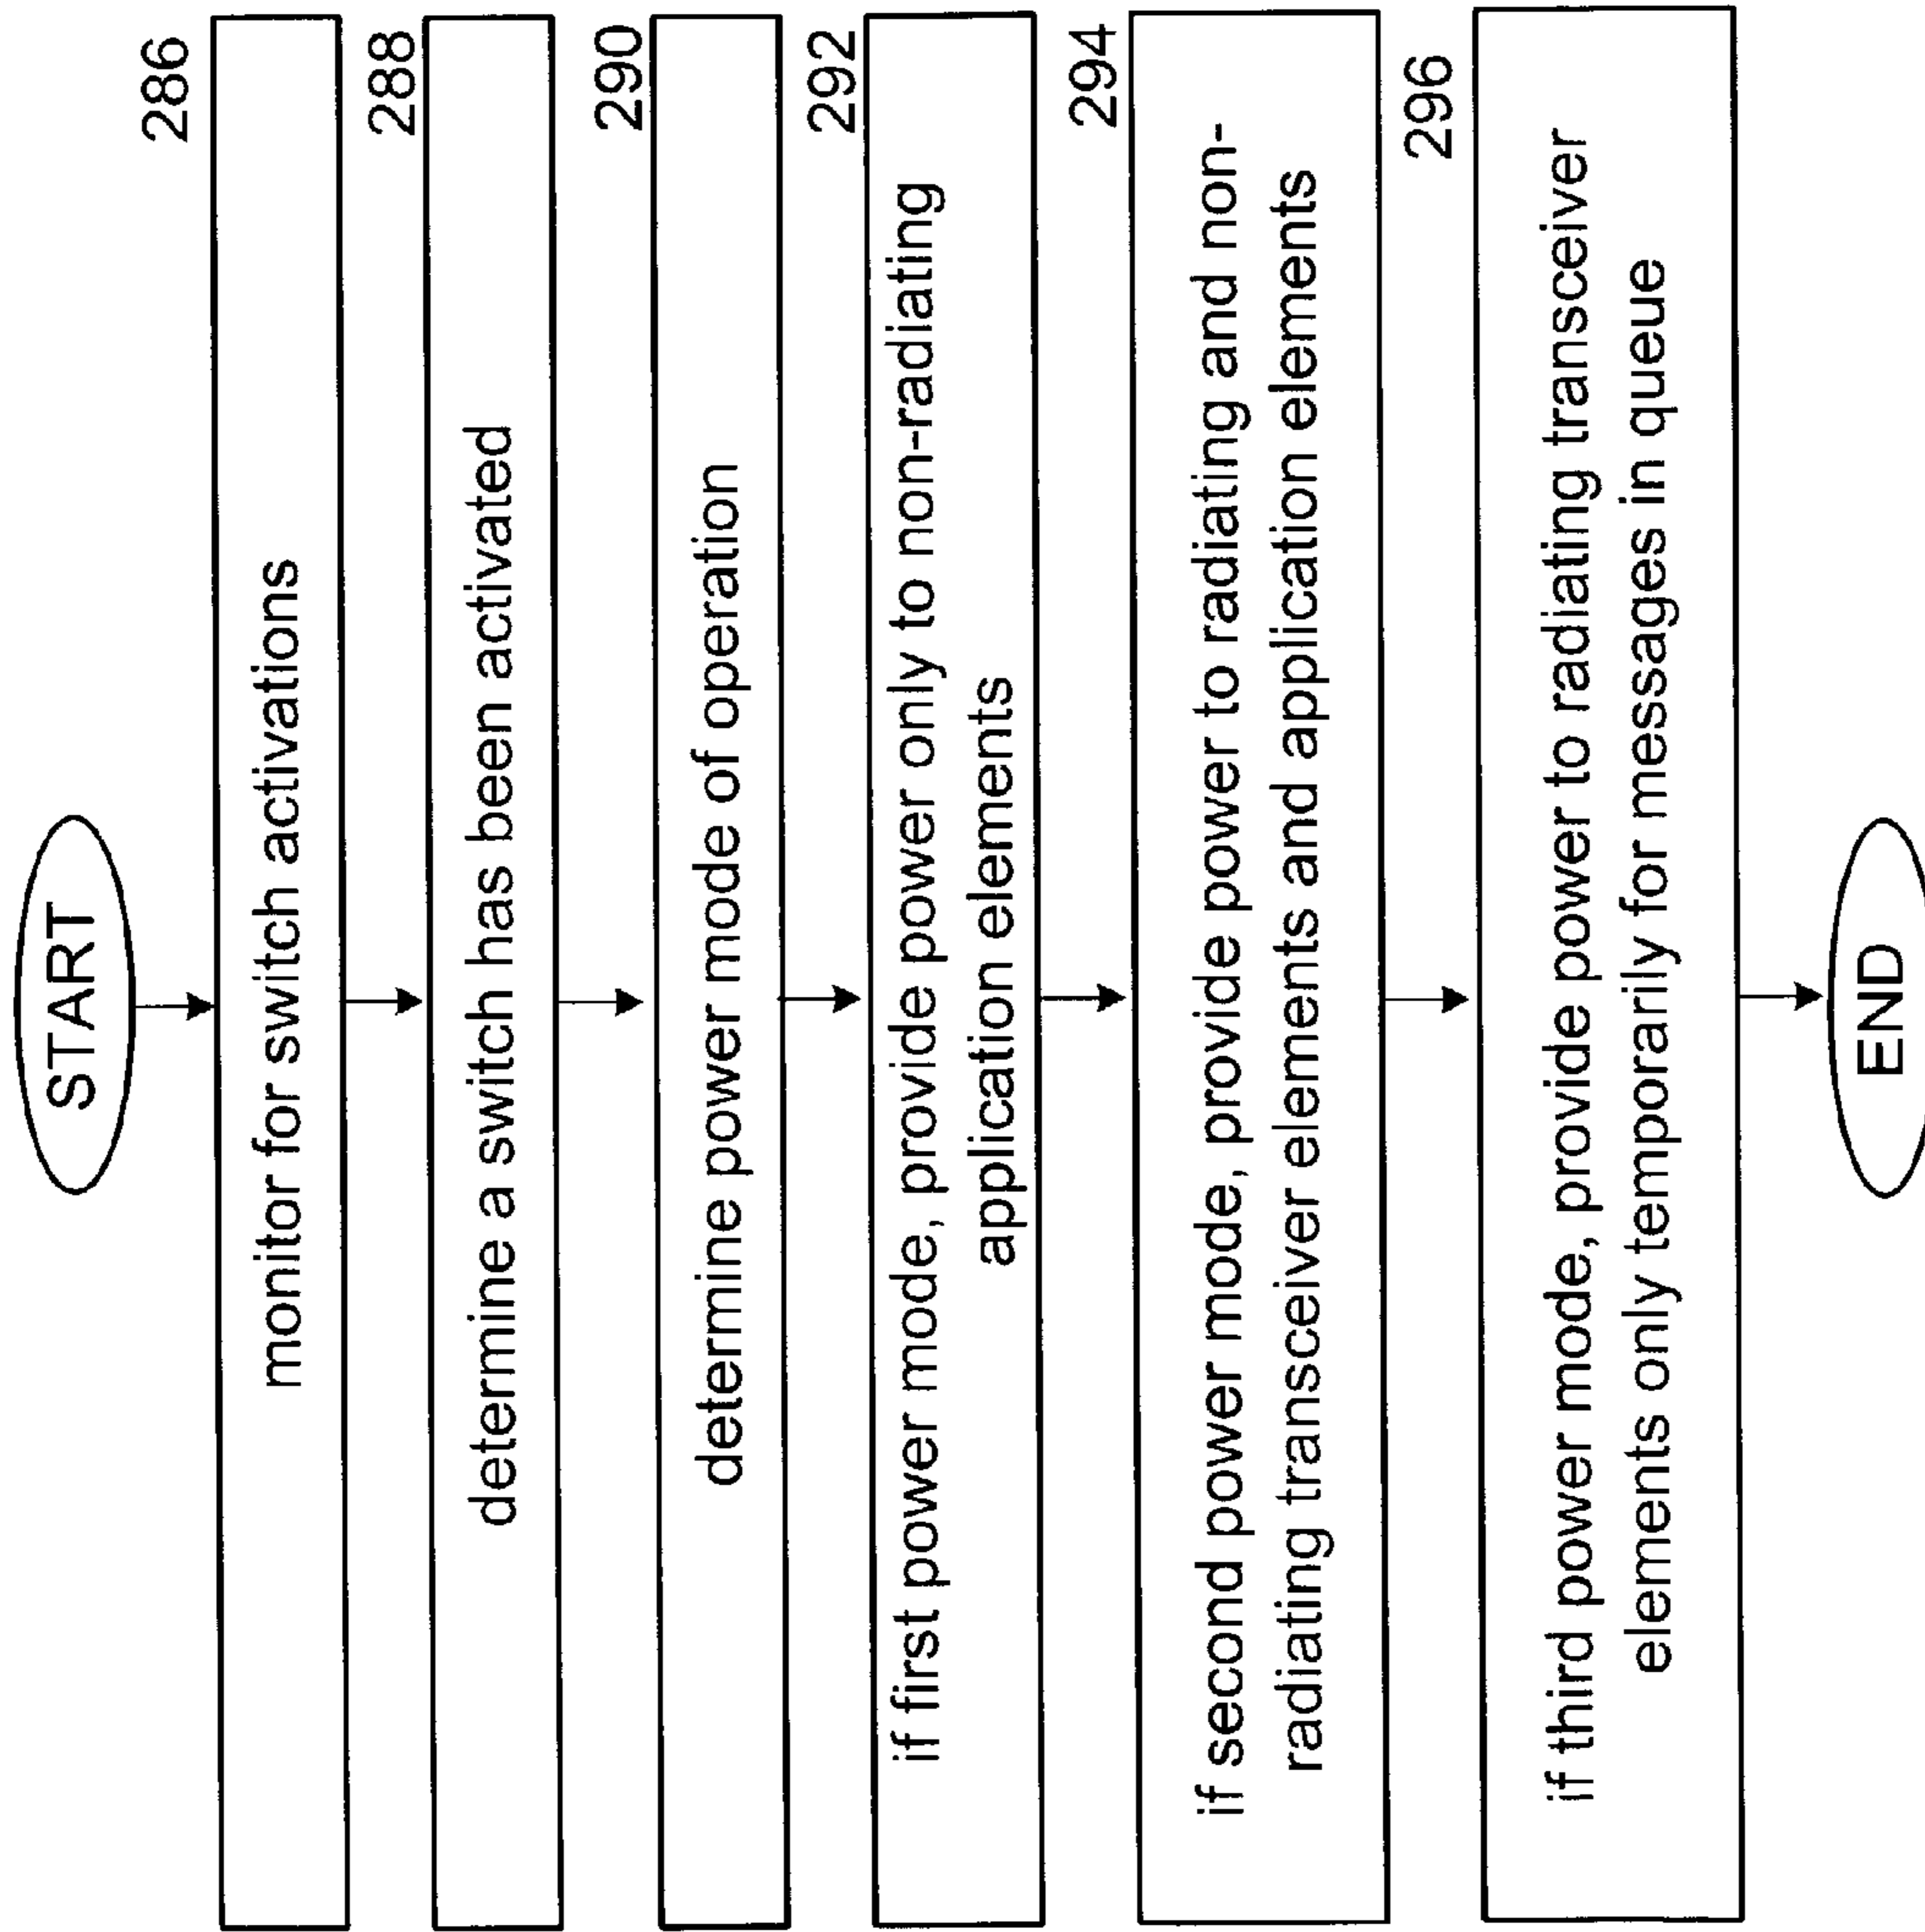 START
286
monitor for switch activations
288
determine a switch has been activated
290
determine power mode of operation
292
if first power mode, provide power only to non-radiating
application elements
294
if second power mode, provide power to radiating and non-
radiating transceiver elements and application elements
296
if third power mode, provide power to radiating transceiver
elements only temporarily for messages in queue
END